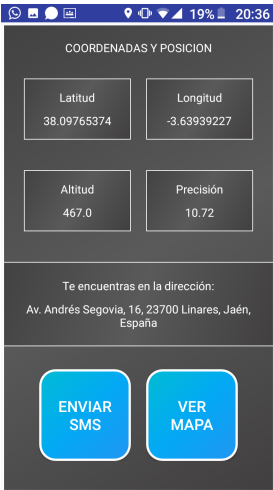 19% 20:36
COORDENADAS Y POSICION
Latitud
38.09765374
Longitud
-3.63939227
Altitud
467.0
Precisión
10.72
Te encuentras en la dirección:
Av. Andrés Segovia, 16, 23700 Linares, Jaén,
España
ENVIAR
SMS
VER
MAPA